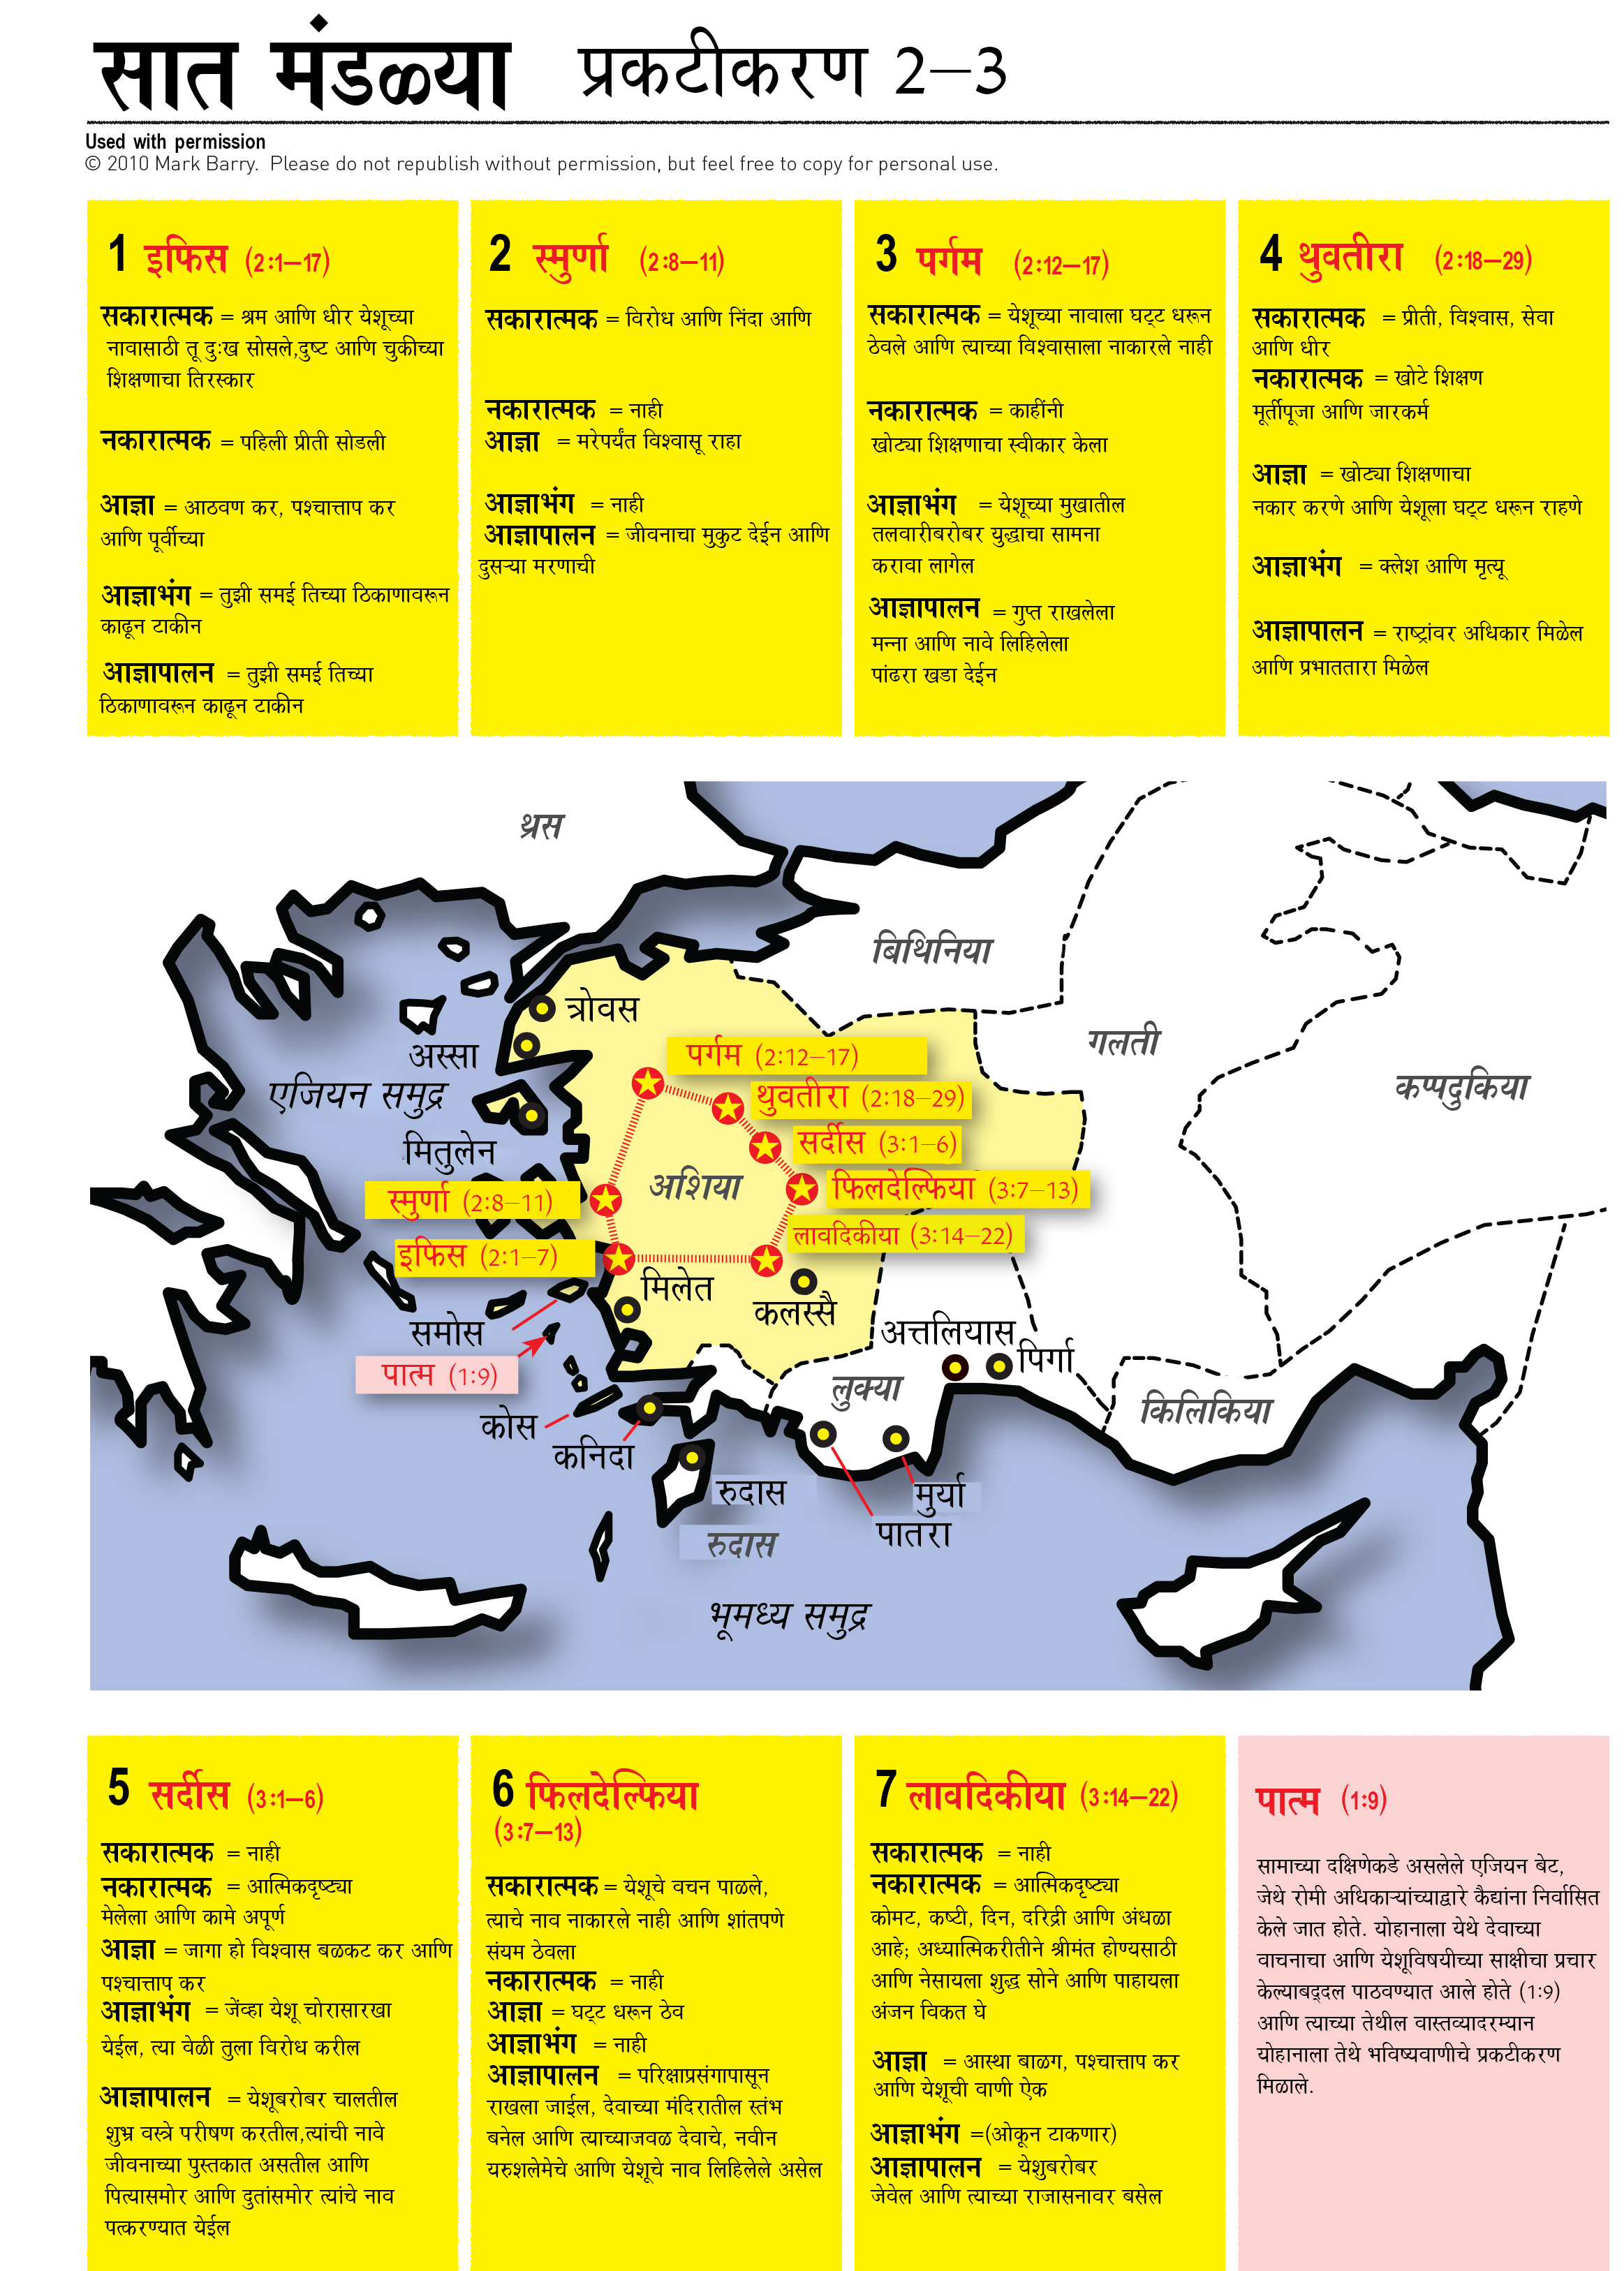 सात मंडळ्या प्रकटीकरण 2–3
Used with permission
© 2010 Mark Barry. Please do not republish without permission, but feel free to copy for personal use.
1 इफिस (2:1–17)
सकारात्मक = श्रम आणि धीर येशूच्या
नावासाठी तू दुःख सोसले,दुष्ट आणि चुकीच्या
शिक्षणाचा तिरस्कार
नकारात्मक = पहिली प्रीती सोडली
आज्ञा = आठवण कर, पश्चात्ताप कर
आणि पूर्वीच्या
आज्ञाभंग = तुझी समई तिच्या ठिकाणावरून
काढून टाकीन
आज्ञापालन = तुझी समई तिच्या
ठिकाणावरून काढून टाकीन
2 स्मुर्णा (2:8–11)
सकारात्मक = विरोध आणि निंदा आणि
नकारात्मक = नाही
आज्ञा = मरेपर्यंत विश्वासू राहा
आज्ञाभंग = नाही
आज्ञापालन = जीवनाचा मुकुट देईन आणि
दुसऱ्या मरणाची
3 पर्गम (2:12–17)
सकारात्मक = येशूच्या नावाला घट्ट धरून
ठेवले आणि त्याच्या विश्वासाला नाकारले नाही
नकारात्मक = काहींनी
खोट्या शिक्षणाचा स्वीकार केला
आज्ञाभंग = येशूच्या मुखातील
तलवारीबरोबर युद्धाचा सामना
करावा लागेल
आज्ञापालन = गुप्त राखलेला
मन्ना आणि नावे लिहिलेला
पांढरा खडा देईन
4 थुवतीरा (2:18–29)
सकारात्मक = प्रीती, विश्वास, सेवा
आणि धीर
नकारात्मक = खोटे शिक्षण
मूर्तीपूजा आणि जारकर्म
आज्ञा = खोट्या शिक्षणाचा
नकार करणे आणि येशूला घट्ट धरून राहणे
आज्ञाभंग = क्लेश आणि मृत्यू
आज्ञापालन = राष्ट्रांवर अधिकार मिळेल
आणि प्रभाततारा मिळेल
थ्रस
बिथिनिया
त्रोवस
गलती
पर्गम (2:12–17)
अस्सा
कप्पदुकिया
एजियन समुद्र
थुवतीरा (2:18–29)
सर्दीस (3:1–6)
मितुलेन
अशिया
फिलदेल्फिया (3:7–13)
स्मुर्णा (2:8–11)
लावदिकीया (3:14–22)
इफिस (2:1–7)
मिलेत
कलस्सै
समोस
अत्तलियास
पिर्गा
पात्म (1:9)
लुक्या
किलिकिया
कोस
कनिदा
रुदास
मुर्या
पातरा
रुदास
भूमध्य समुद्र
5 सर्दीस (3:1–6)
सकारात्मक = नाही
नकारात्मक = आत्मिकदृष्ट्या
मेलेला आणि कामे अपूर्ण
आज्ञा = जागा हो विश्वास बळकट कर आणि
पश्चात्ताप कर
आज्ञाभंग = जेंव्हा येशू चोरासारखा
येईल, त्या वेळी तुला विरोध करील
आज्ञापालन = येशूबरोबर चालतील
शुभ्र वस्त्रे परीषण करतील,त्यांची नावे
जीवनाच्या पुस्तकात असतील आणि
पित्यासमोर आणि दुतांसमोर त्यांचे नाव
पत्करण्यात येईल
6 फिलदेल्फिया
(3:7–13)
सकारात्मक = येशूचे वचन पाळले,
त्याचे नाव नाकारले नाही आणि शांतपणे
संयम ठेवला
नकारात्मक = नाही
आज्ञा = घट्ट धरून ठेव
आज्ञाभंग = नाही
आज्ञापालन = परिक्षाप्रसंगापासून
राखला जाईल, देवाच्या मंदिरातील स्तंभ
बनेल आणि त्याच्याजवळ देवाचे, नवीन
यरुशलेमेचे आणि येशूचे नाव लिहिलेले असेल
7 लावदिकीया (3:14–22)
सकारात्मक = नाही
नकारात्मक = आत्मिकदृष्ट्या
कोमट, कष्टी, दिन, दरिद्री आणि अंधळा
आहे; अध्यात्मिकरीतीने श्रीमंत होण्यसाठी
आणि नेसायला शुद्ध सोने आणि पाहायला
अंजन विकत घे
आज्ञा = आस्था बाळग, पश्चात्ताप कर
आणि येशूची वाणी ऐक
आज्ञाभंग =(ओकून टाकणार)
आज्ञापालन = येशुबरोबर
जेवेल आणि त्याच्या राजासनावर बसेल
पात्म (1:9)
सामाच्या दक्षिणेकडे असलेले एजियन बेट,
जेथे रोमी अधिकाऱ्यांच्याद्वारे कैद्यांना निर्वासित
केले जात होते. योहानाला येथे देवाच्या
वाचनाचा आणि येशूविषयीच्या साक्षीचा प्रचार
केल्याबद्दल पाठवण्यात आले होते (1:9)
आणि त्याच्या तेथील वास्तव्यादरम्यान
योहानाला तेथे भविष्यवाणीचे प्रकटीकरण
मिळाले.